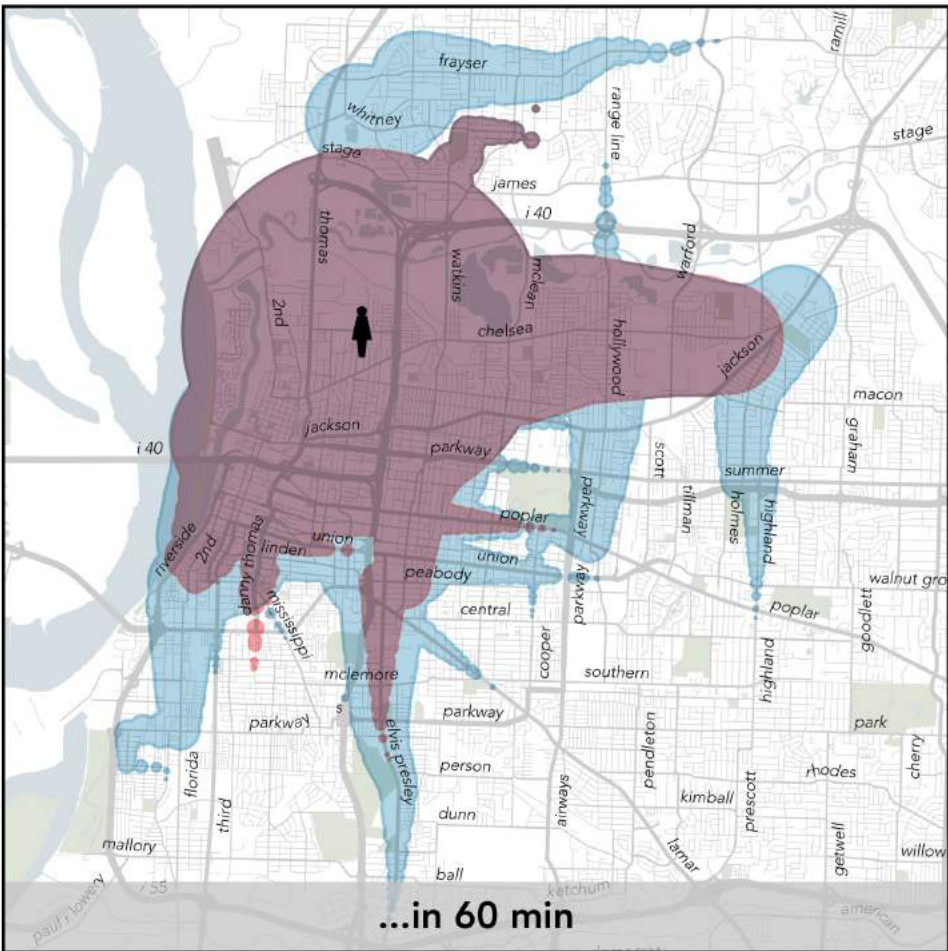 ramill
frayser
range line
whitney
stage
stage
james
i 40
thomas
warford
watkins
mclean
2nd
chelsea
hollywood
jackson
macon
jackson
graham
parkway
i 40
scott
summer
tillman
parkway
holmes
highland
poplar
riverside
2nd
danny thomas
union
linden
union
peabody
walnut gro
mississippi
central
parkway
poplar
goodlett
cooper
highland
mclemore
southern
s
parkway
parkway
elvis presley
park
pendleton
florida
person
rhodes
cherry
third
kimball
prescott
airways
dunn
mallory
getwell
willow
lamar
ball
i 55
ketchum
paul r lowery
american
...in 60 min
democrat